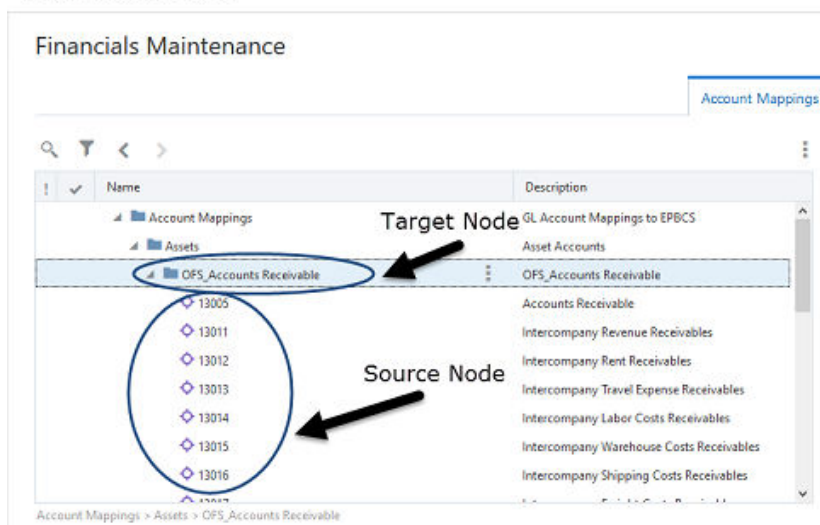 Financials Maintenance
Account Mappings
! Name Description
Account Mappings GL Account Mappings to EPBCS
Target Node
Assets Asset Accounts
OFS_Accounts Receivable OFS_Accounts Receivable
13005 Accounts Receivable
13011 Intercompany Revenue Receivables
13012 Intercompany Rent Receivables
Source Node
13013 Intercompany Travel Expense Receivables
13014 Intercompany Labor Costs Receivables
13015 Intercompany Warehouse Costs Receivables
13016 Intercompany Shipping Costs Receivables
Account Mappings > Assets > OFS_Accounts Receivable